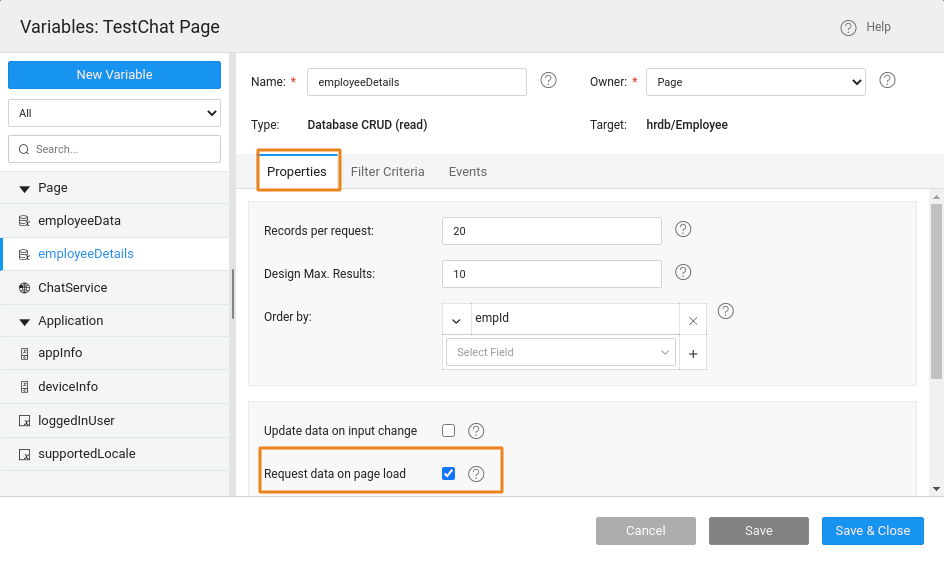 Variables: TestChat Page
Help
New Variable
All
Search...
Page
employeeData
employeeDetails
ChatService
Application
appInfo
deviceInfo
loggedInUser
supportedLocale
Name: * employeeDetails
Owner: * Page
Type: Database CRUD (read)
Target: hrdb/Employee
Properties Filter Criteria Events
Records per request: 20
Design Max. Results: 10
Order by: empId
Select Field
Update data on input change
Request data on page load
Cancel Save Save & Close